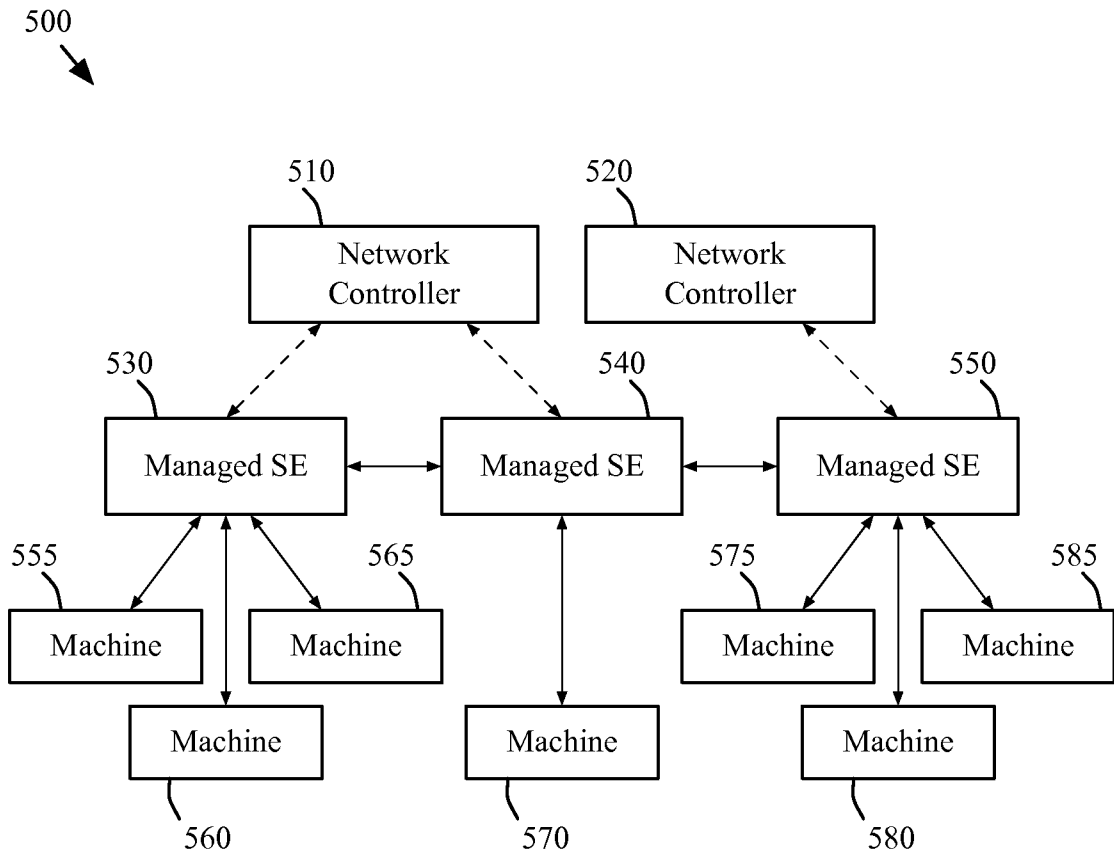 500
510
520
Network
Controller
Network
Controller
530
540
550
Managed SE
Managed SE
Managed SE
555
565
575
585
Machine
Machine
Machine
Machine
Machine
Machine
Machine
560
570
580